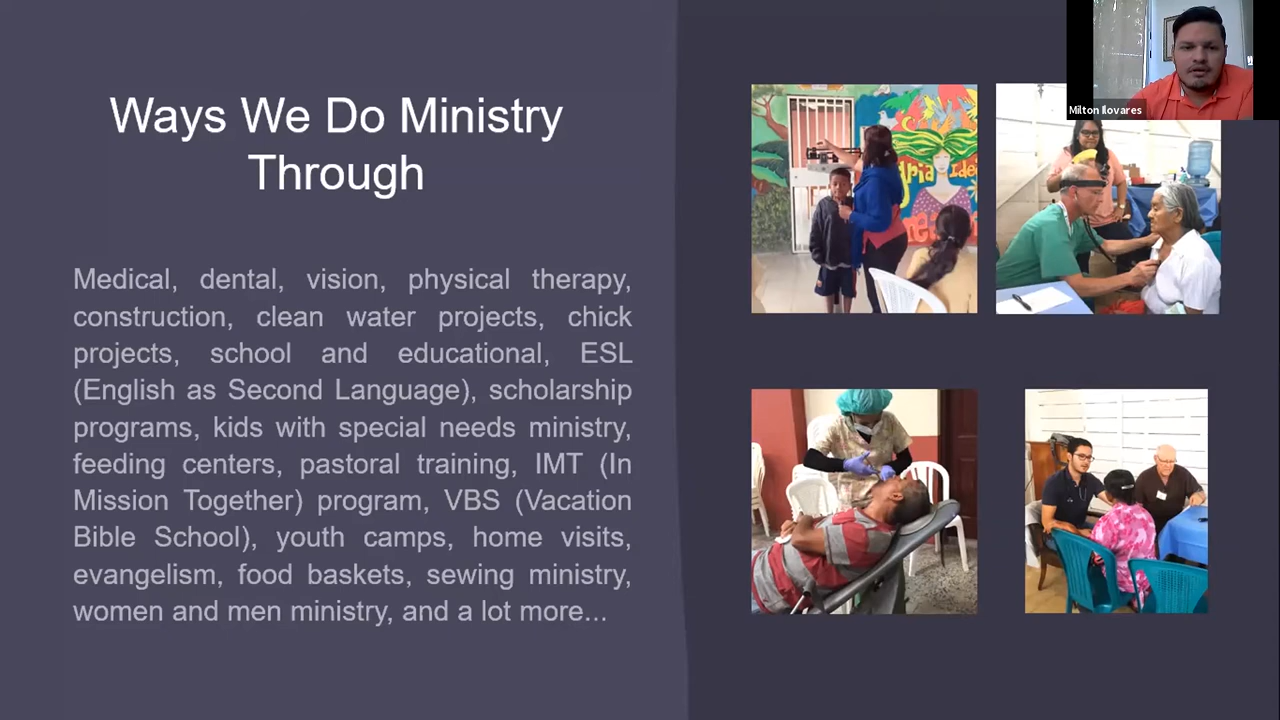 Ways We Do Ministry
Through
Medical, dental, vision, physical therapy,
construction, clean water projects, chick
projects, school and educational, ESL
(English as Second Language), scholarship
programs, kids with special needs ministry,
feeding centers, pastoral training, IMT (In
Mission Together) program, VBS (Vacation
Bible School), youth camps, home visits,
evangelism, food baskets, sewing ministry,
women and men ministry, and a lot more...
Milton Ilovares